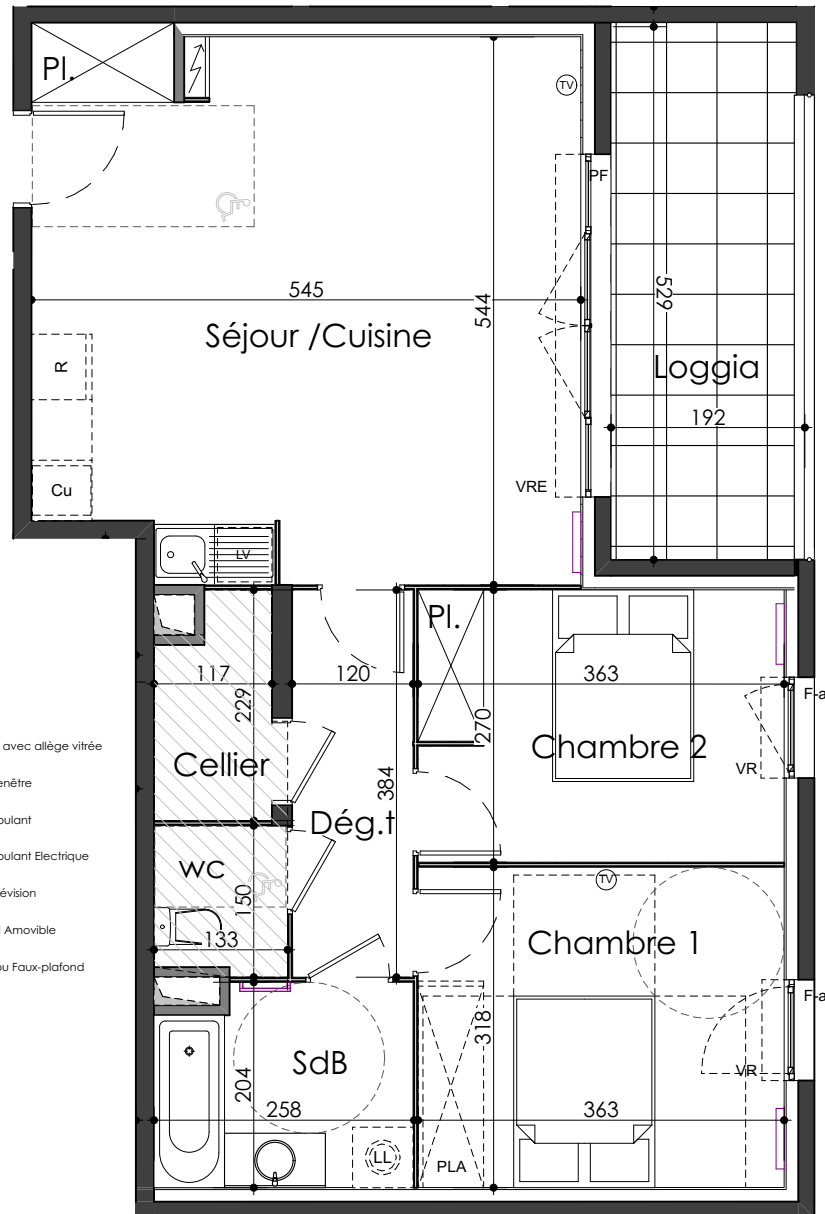 Pl.
TV
PF
545
544
529
Séjour /Cuisine
Loggia
R
192
Cu
VRE
LV
Pl.
117
120
363
229
270
F-a
Chambre 2
avec allège vitrée
Cellier
VR
enêtre
384
Dég.t
oulant
oulant Electrique
WC
TV
évision
150
Amovible
133
Chambre 1
ou Faux-plafond
F-a
318
SdB
VR
204
258
363
LL
PLA